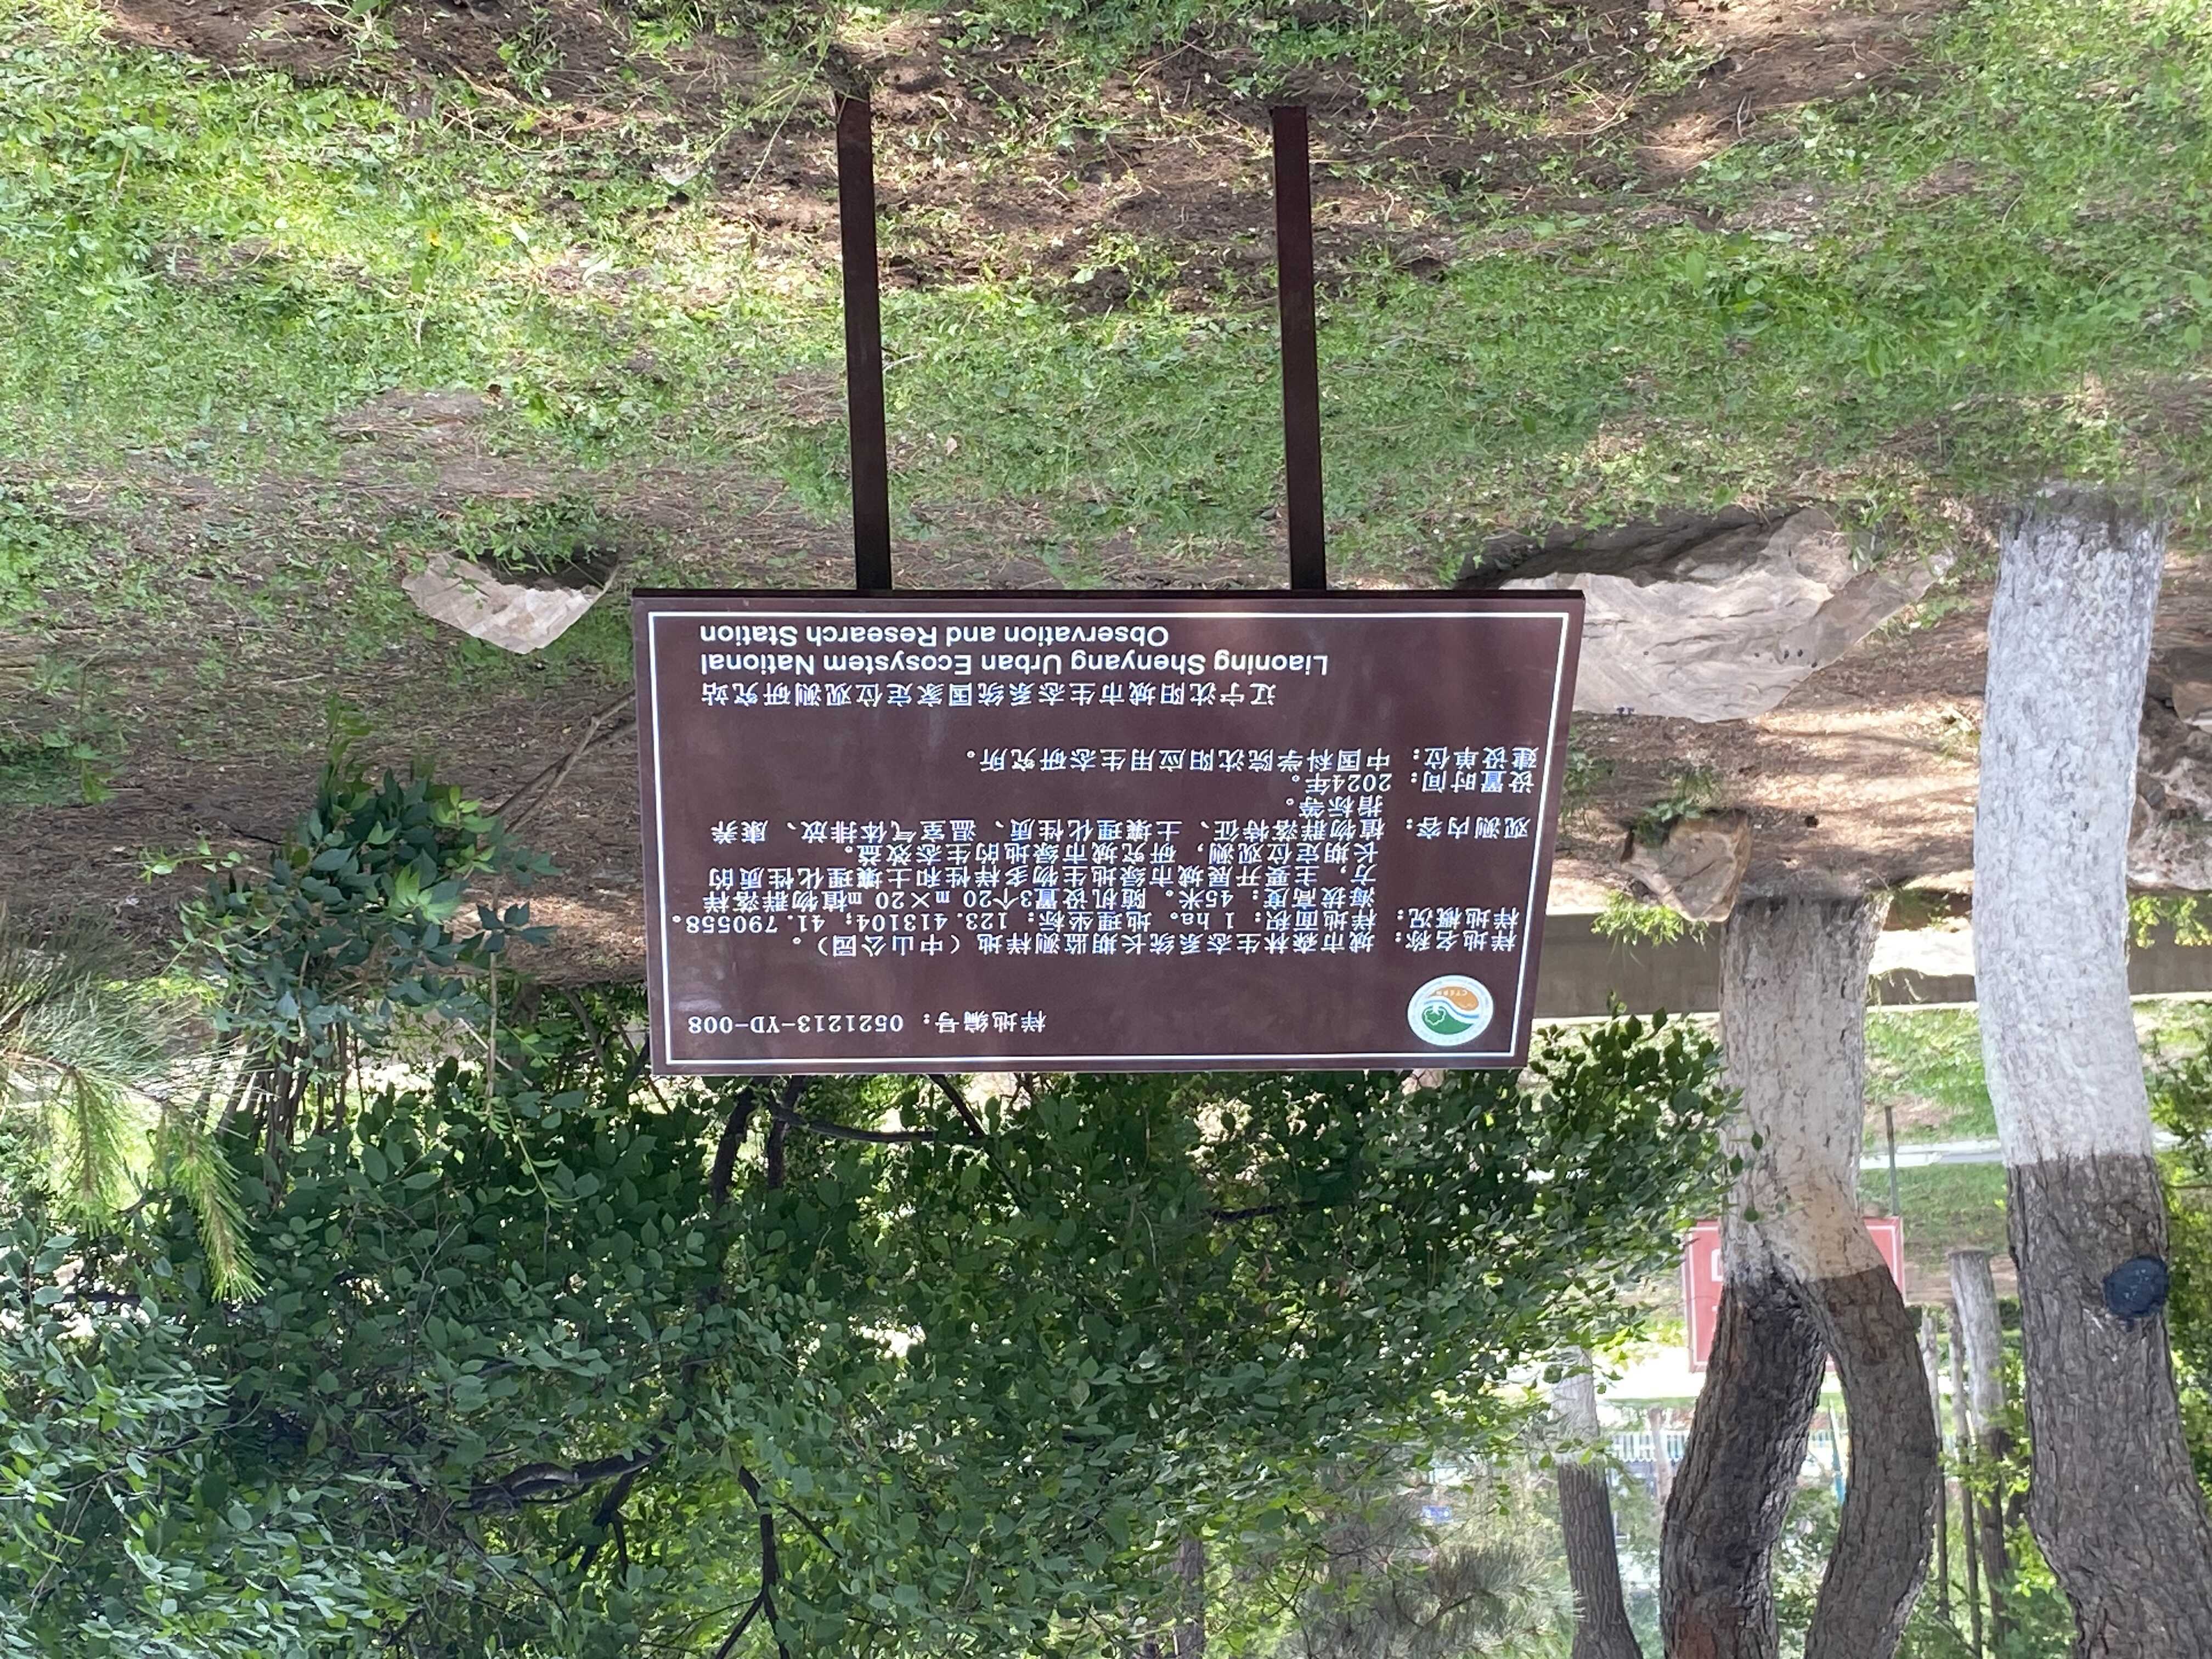 CTERN
样地编号：0521213-YD-008
样地名称：城市森林生态系统长期监测样地（中山公园）。
样地概况：样地面积：1 ha。地理坐标：123.413104；41.790558。
海拔高度：45米。随机设置3个20 m×20 m植物群落样
方，主要开展城市绿地生物多样性和土壤理化性质的
长期定位观测，研究城市绿地的生态效益。
观测内容：植物群落特征、土壤理化性质、温室气体排放、康养
指标等。
设置时间：2024年。
建设单位：中国科学院沈阳应用生态研究所。
辽宁沈阳城市生态系统国家定位观测研究站
Liaoning Shenyang Urban Ecosystem National
Observation and Research Station